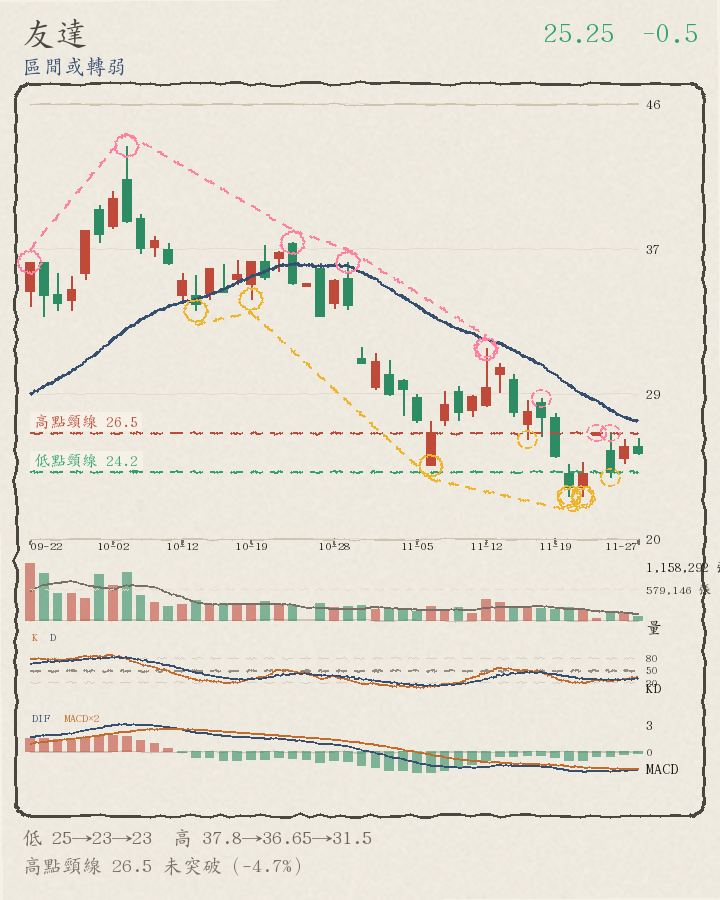 友達
25.25 -0.5
區間或轉弱
46
37
29
高點頸線 26.5
低點頸線 24.2
20
09-22 10-02 10-12 10-19 10-28 11-05 11-12 11-19 11-27
1,158,292 張
579,146 張
量
K D
80
50
20
KD
DIF MACD×2
3
0
MACD
低 25→23→23 高 37.8→36.65→31.5
高點頸線 26.5 未突破 (-4.7%)